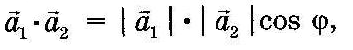 a⃗₁ · a⃗₂ = | a⃗₁ | • | a⃗₂ | cos φ,